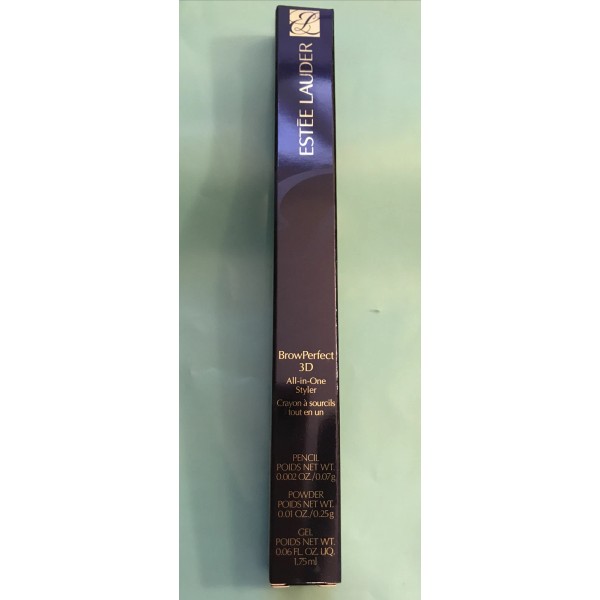 ESTĒE LAUDER
BrowPerfect
3D
All-in-One
Styler
Crayon à sourcils
tout en un
PENCIL
POIDS NET WT.
0.002 OZ./0.07g
POWDER
POIDS NET WT.
0.01 OZ./0.25g
GEL
POIDS NET WT.
0.06 FL. OZ. LIQ.
1.75ml